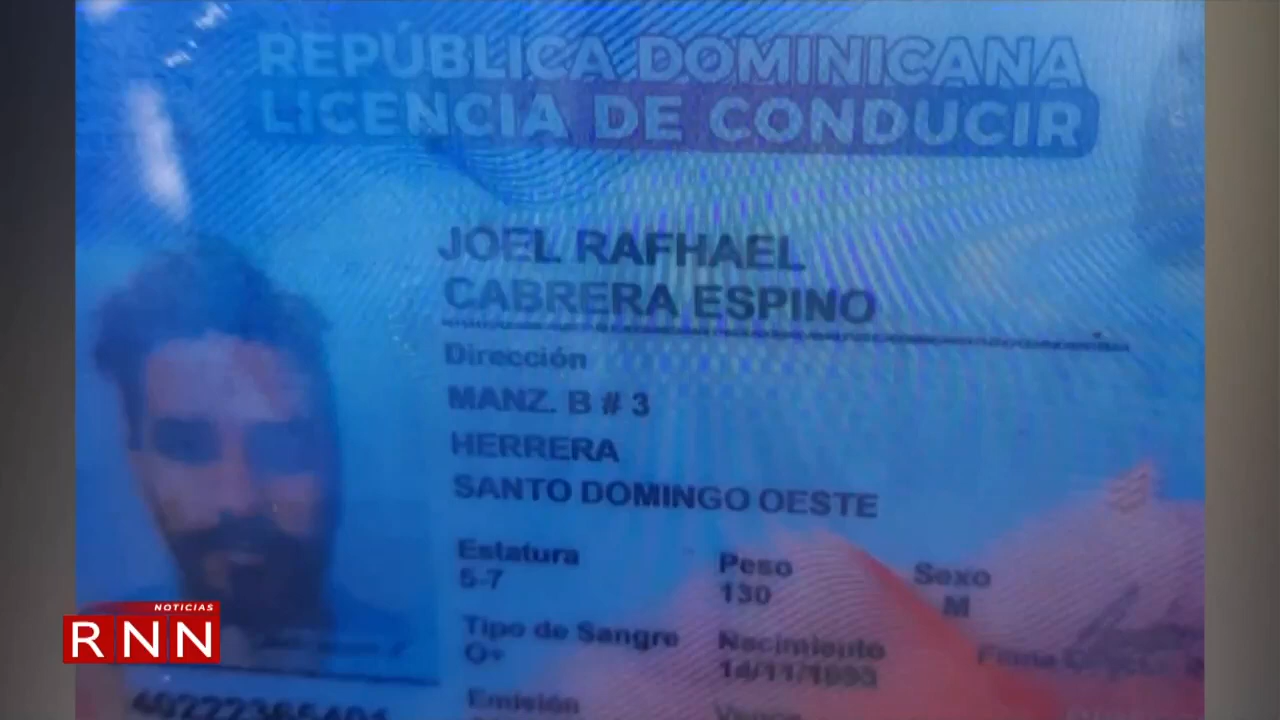 REPÚBLICA DOMINICANA
LICENCIA DE CONDUCIR
JOEL RAFHAEL
CABRERA ESPINO
Dirección
MANZ. B # 3
HERRERA
SANTO DOMINGO OESTE
Estatura Peso Sexo
5-7 130 M
Tipo de Sangre Nacimiento
O+ 14/11/1993
Emisión Vence
NOTICIAS
RNN